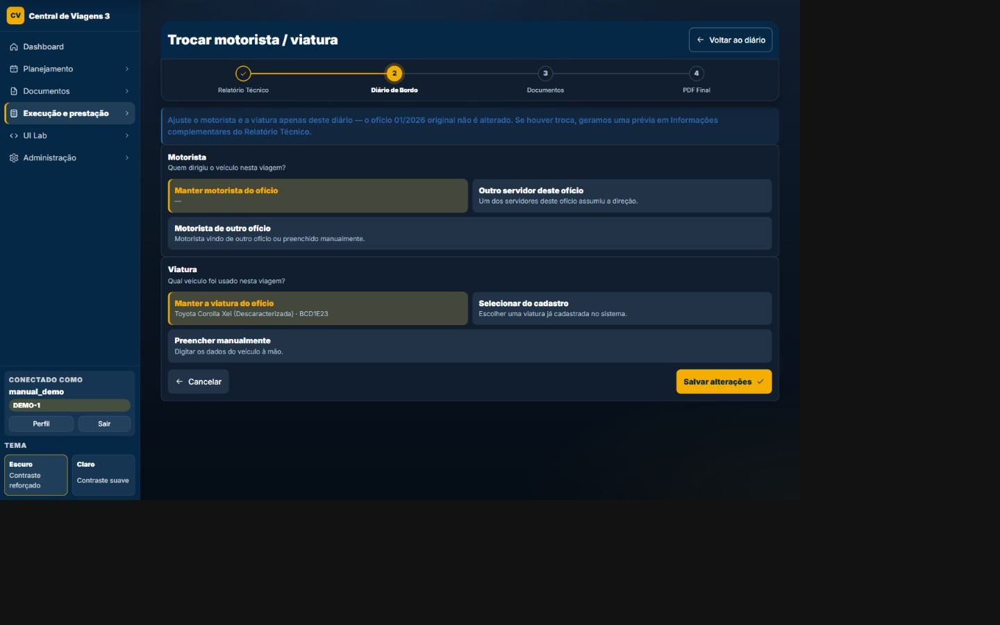 CV Central de Viagens 3
Dashboard
Planejamento
Documentos
Execução e prestação
UI Lab
Administração
CONECTADO COMO
manual_demo
DEMO-1
Perfil Sair
TEMA
Escuro
Contraste
reforçado
Claro
Contraste suave
Trocar motorista / viatura
Voltar ao diário
2 3 4
Relatório Técnico Diário de Bordo Documentos PDF Final
Ajuste o motorista e a viatura apenas deste diário — o ofício 01/2026 original não é alterado. Se houver troca, geramos uma prévia em Informações
complementares do Relatório Técnico.
Motorista
Quem dirigiu o veículo nesta viagem?
Manter motorista do ofício
—
Outro servidor deste ofício
Um dos servidores deste ofício assumiu a direção.
Motorista de outro ofício
Motorista vindo de outro ofício ou preenchido manualmente.
Viatura
Qual veículo foi usado nesta viagem?
Manter a viatura do ofício
Toyota Corolla Xei (Descaracterizada) · BCD1E23
Selecionar do cadastro
Escolher uma viatura já cadastrada no sistema.
Preencher manualmente
Digitar os dados do veículo à mão.
Cancelar
Salvar alterações